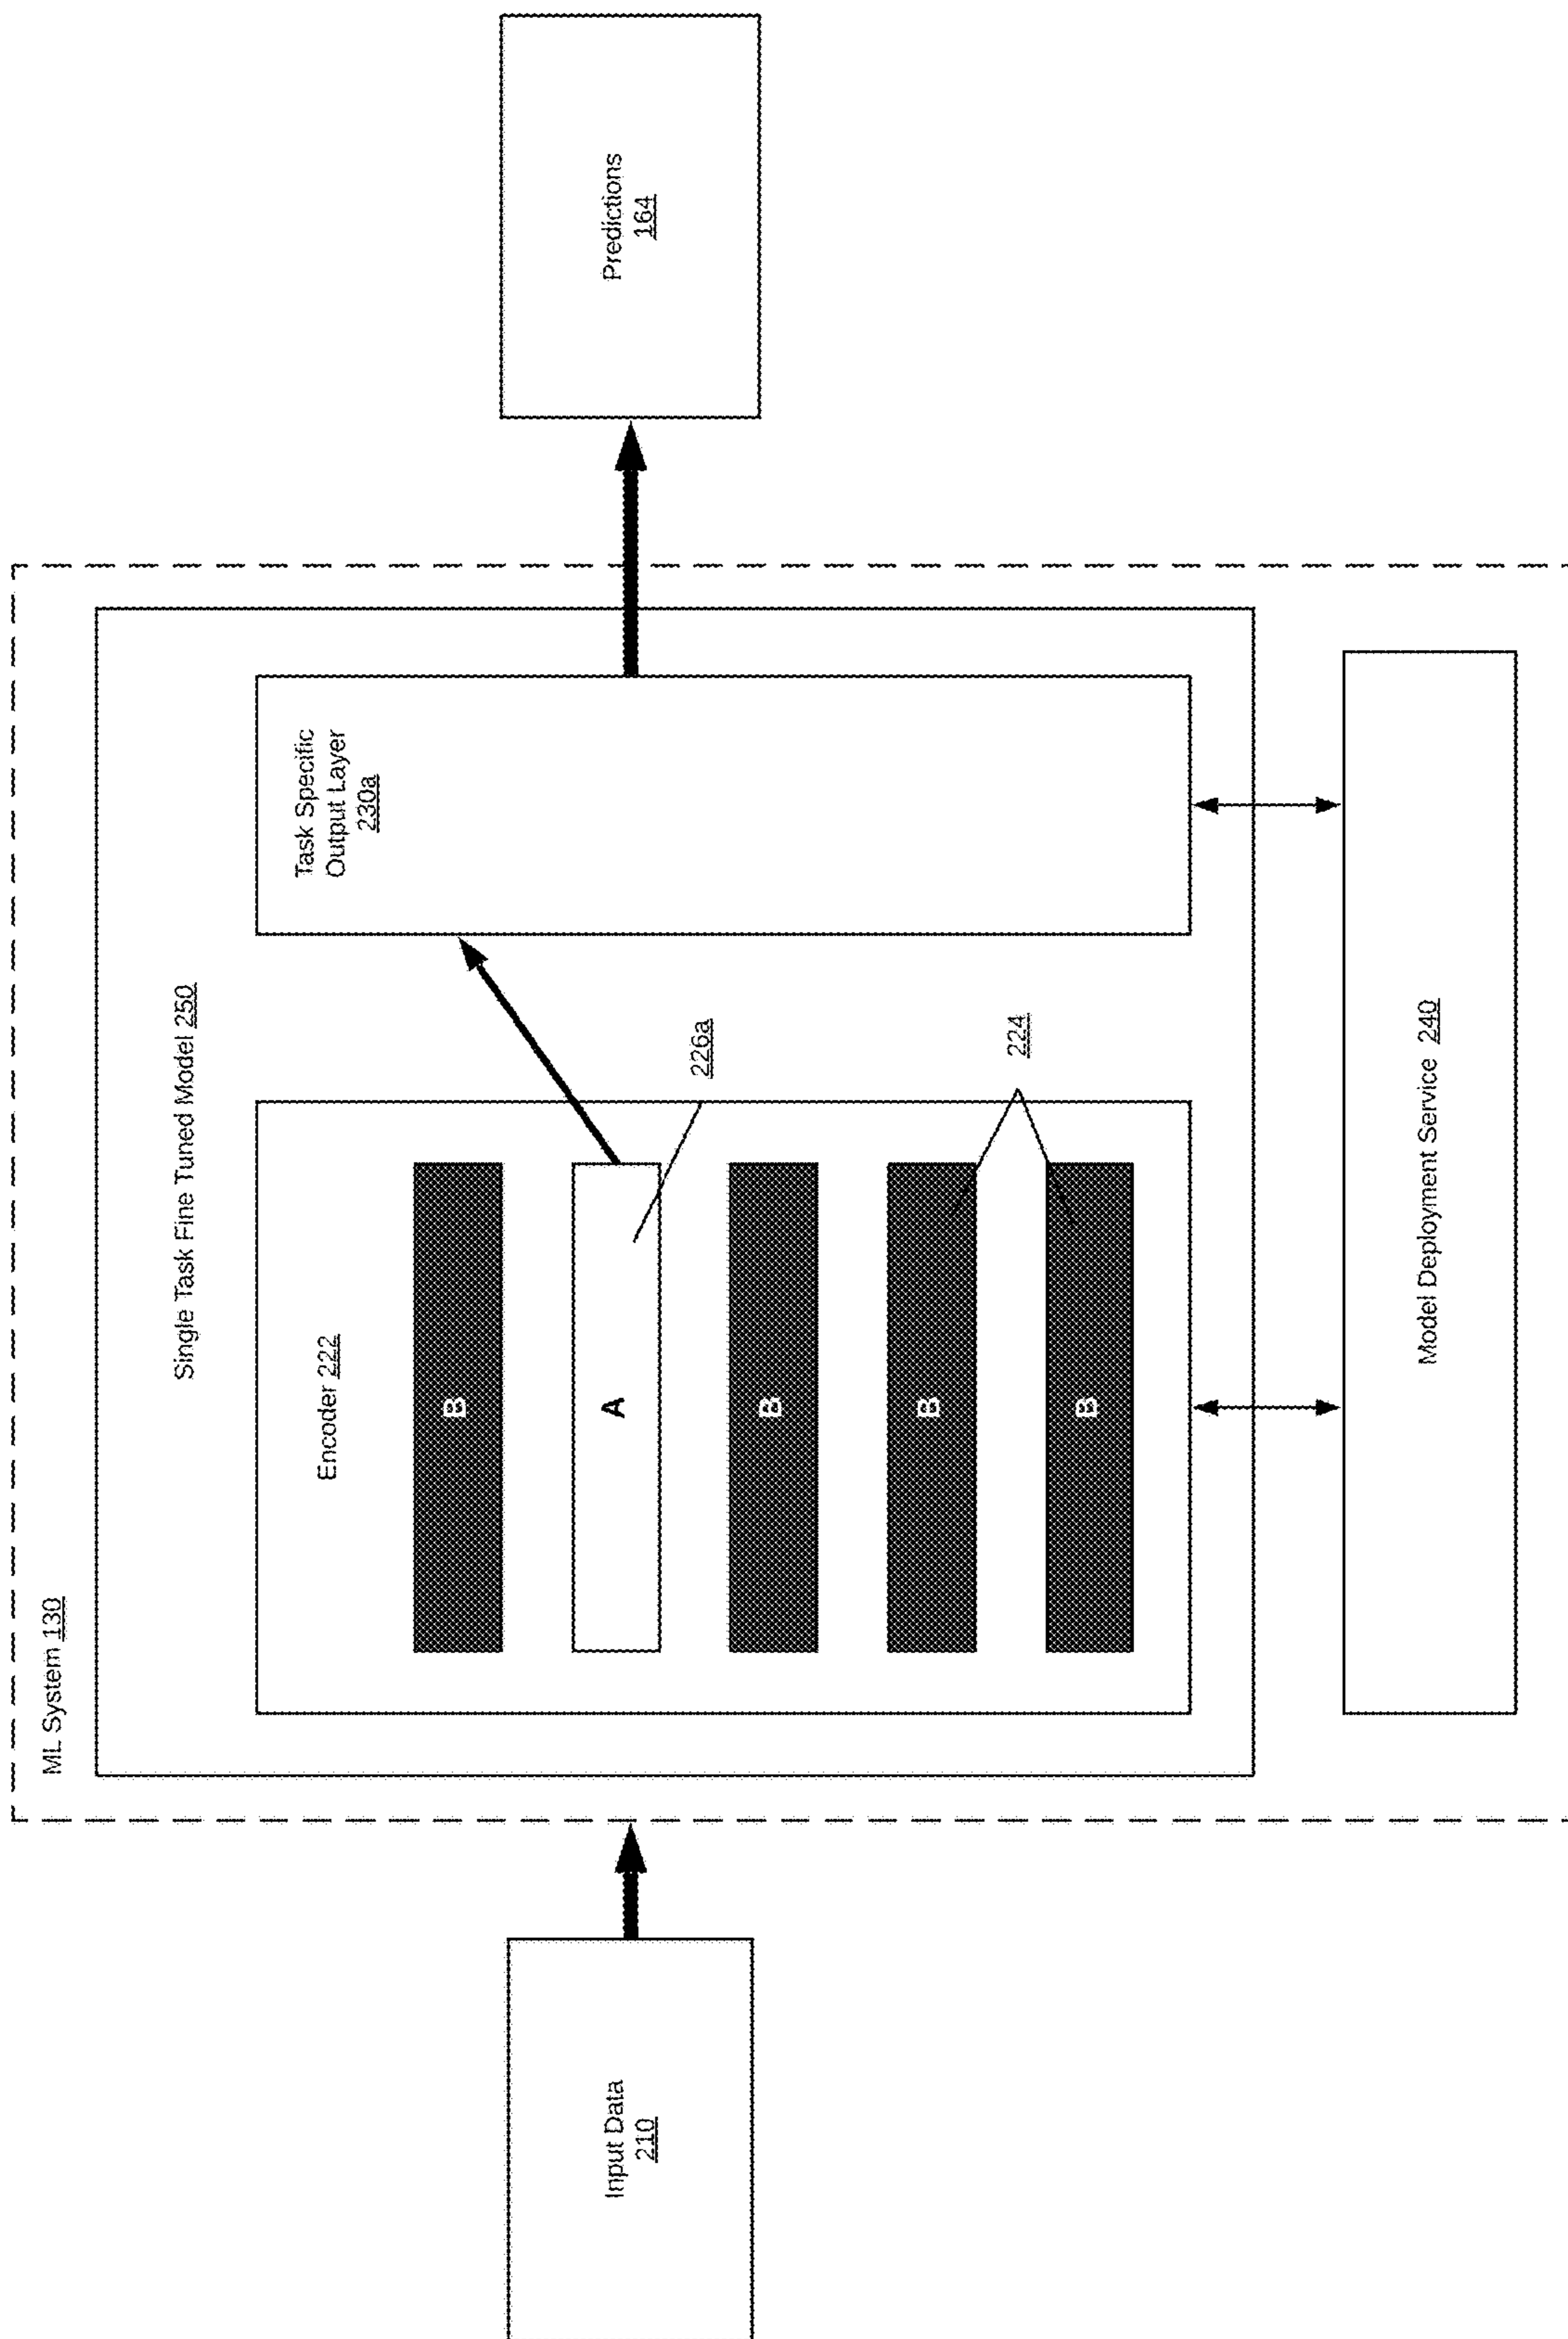 ML System 130
Single Task Fine Tuned Model 250
Input Data
210
Encoder 222
B
A
B
B
B
226a
224
Task Specific
Output Layer
230a
Predictions
164
Model Deployment Service 240